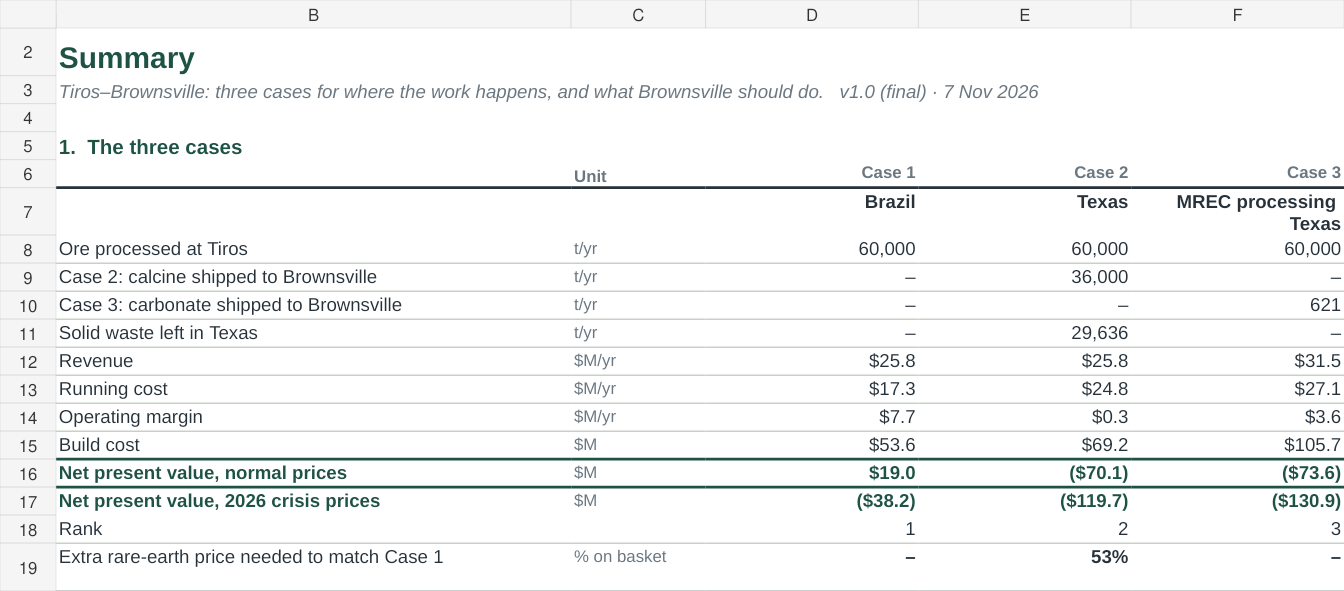 B C D E F
2 Summary
3 Tiros–Brownsville: three cases for where the work happens, and what Brownsville should do. v1.0 (final) · 7 Nov 2026
4
5 1. The three cases
6 Unit Case 1 Case 2 Case 3
7 Brazil Texas MREC processing
Texas
8 Ore processed at Tiros t/yr 60,000 60,000 60,000
9 Case 2: calcine shipped to Brownsville t/yr – 36,000 –
10 Case 3: carbonate shipped to Brownsville t/yr – – 621
11 Solid waste left in Texas t/yr – 29,636 –
12 Revenue $M/yr $25.8 $25.8 $31.5
13 Running cost $M/yr $17.3 $24.8 $27.1
14 Operating margin $M/yr $7.7 $0.3 $3.6
15 Build cost $M $53.6 $69.2 $105.7
16 Net present value, normal prices $M $19.0 ($70.1) ($73.6)
17 Net present value, 2026 crisis prices $M ($38.2) ($119.7) ($130.9)
18 Rank 1 2 3
19 Extra rare-earth price needed to match Case 1 % on basket – 53% –